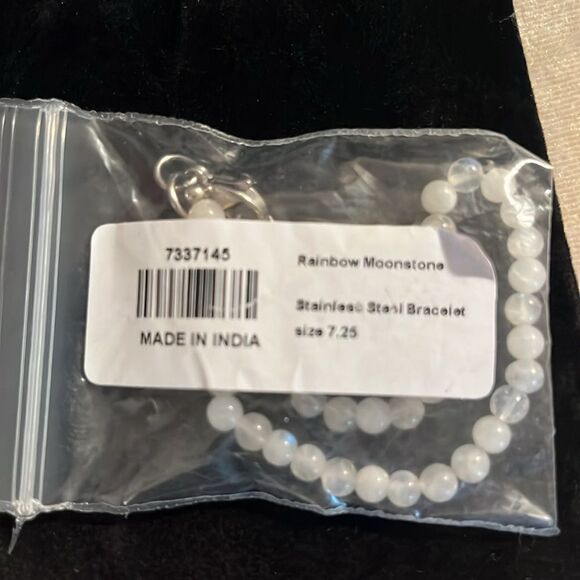 7337145
MADE IN INDIA
Rainbow Moonstone
Stainless Steel Bracelet
size 7.25